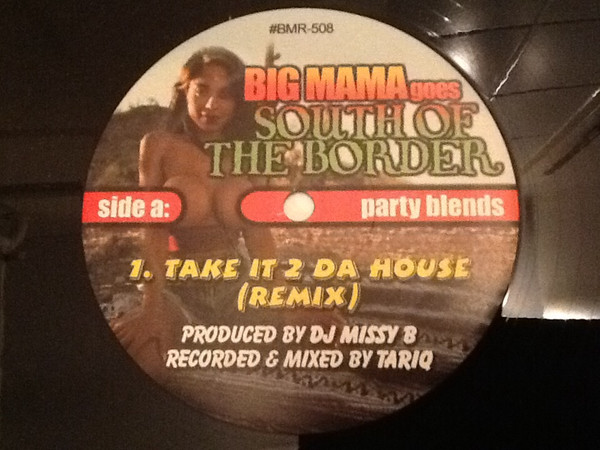 #BMR-508
BIG MAMA goes
SOUTH OF
THE BORDER
side a: party blends
1. TAKE IT 2 DA HOUSE
(REMIX)
PRODUCED BY DJ MISSY B
RECORDED & MIXED BY TARIQ